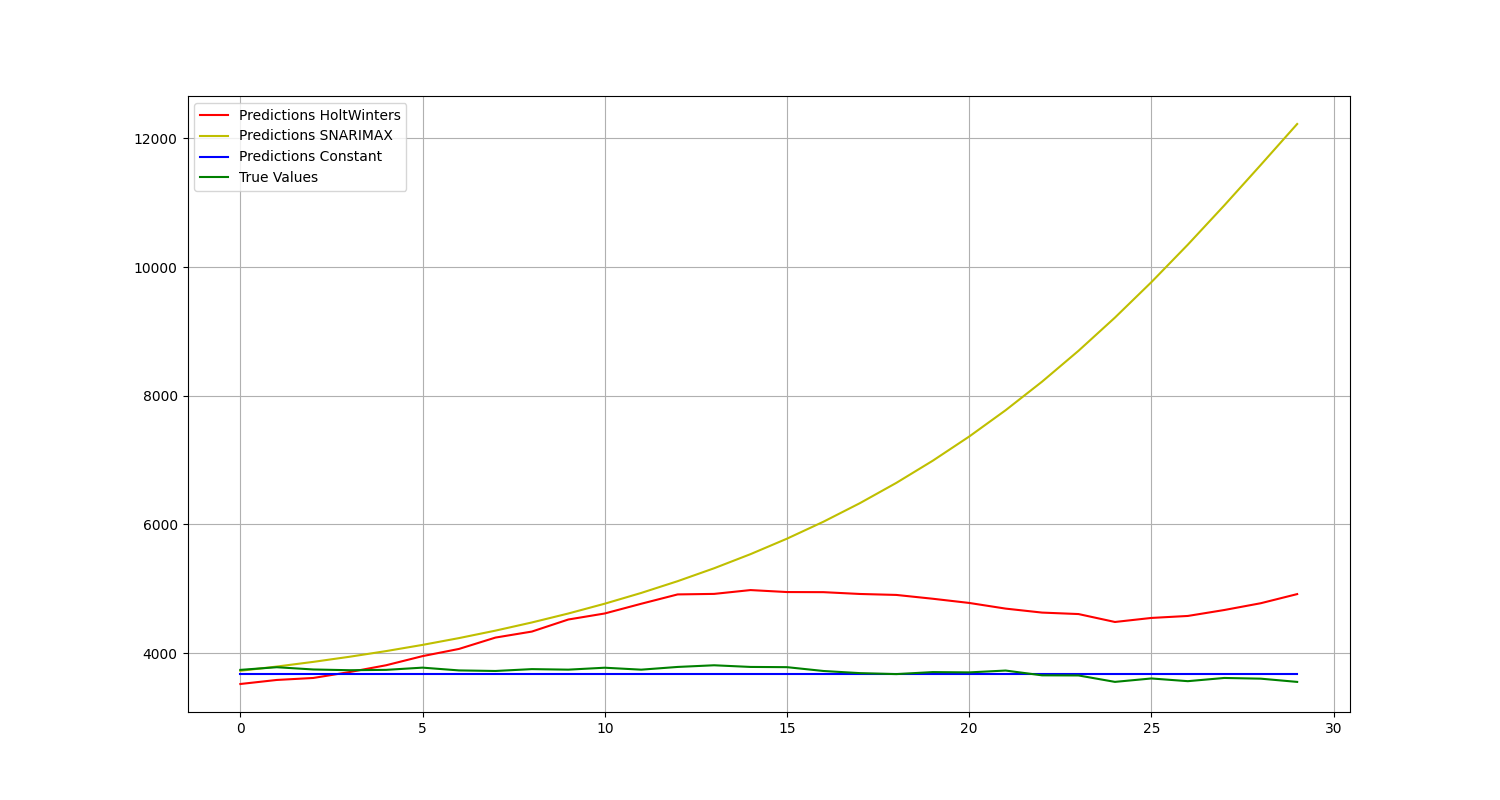 Predictions HoltWinters
Predictions SNARIMAX
Predictions Constant
True Values
12000
10000
8000
6000
4000
0 5 10 15 20 25 30